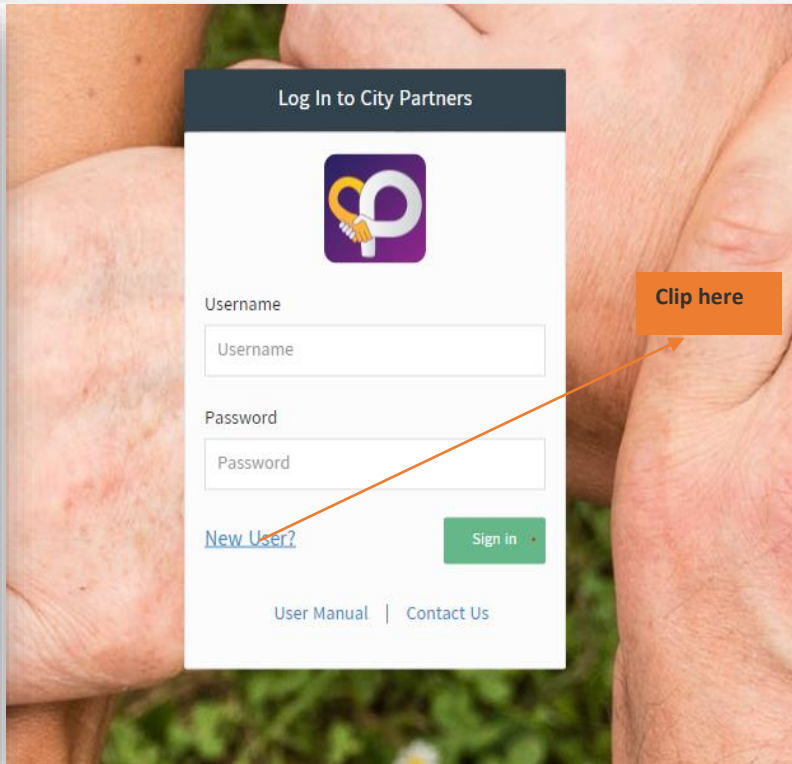 Log In to City Partners
Username
Clip here
Username
Password
Password
New User?
Sign in
User Manual | Contact Us